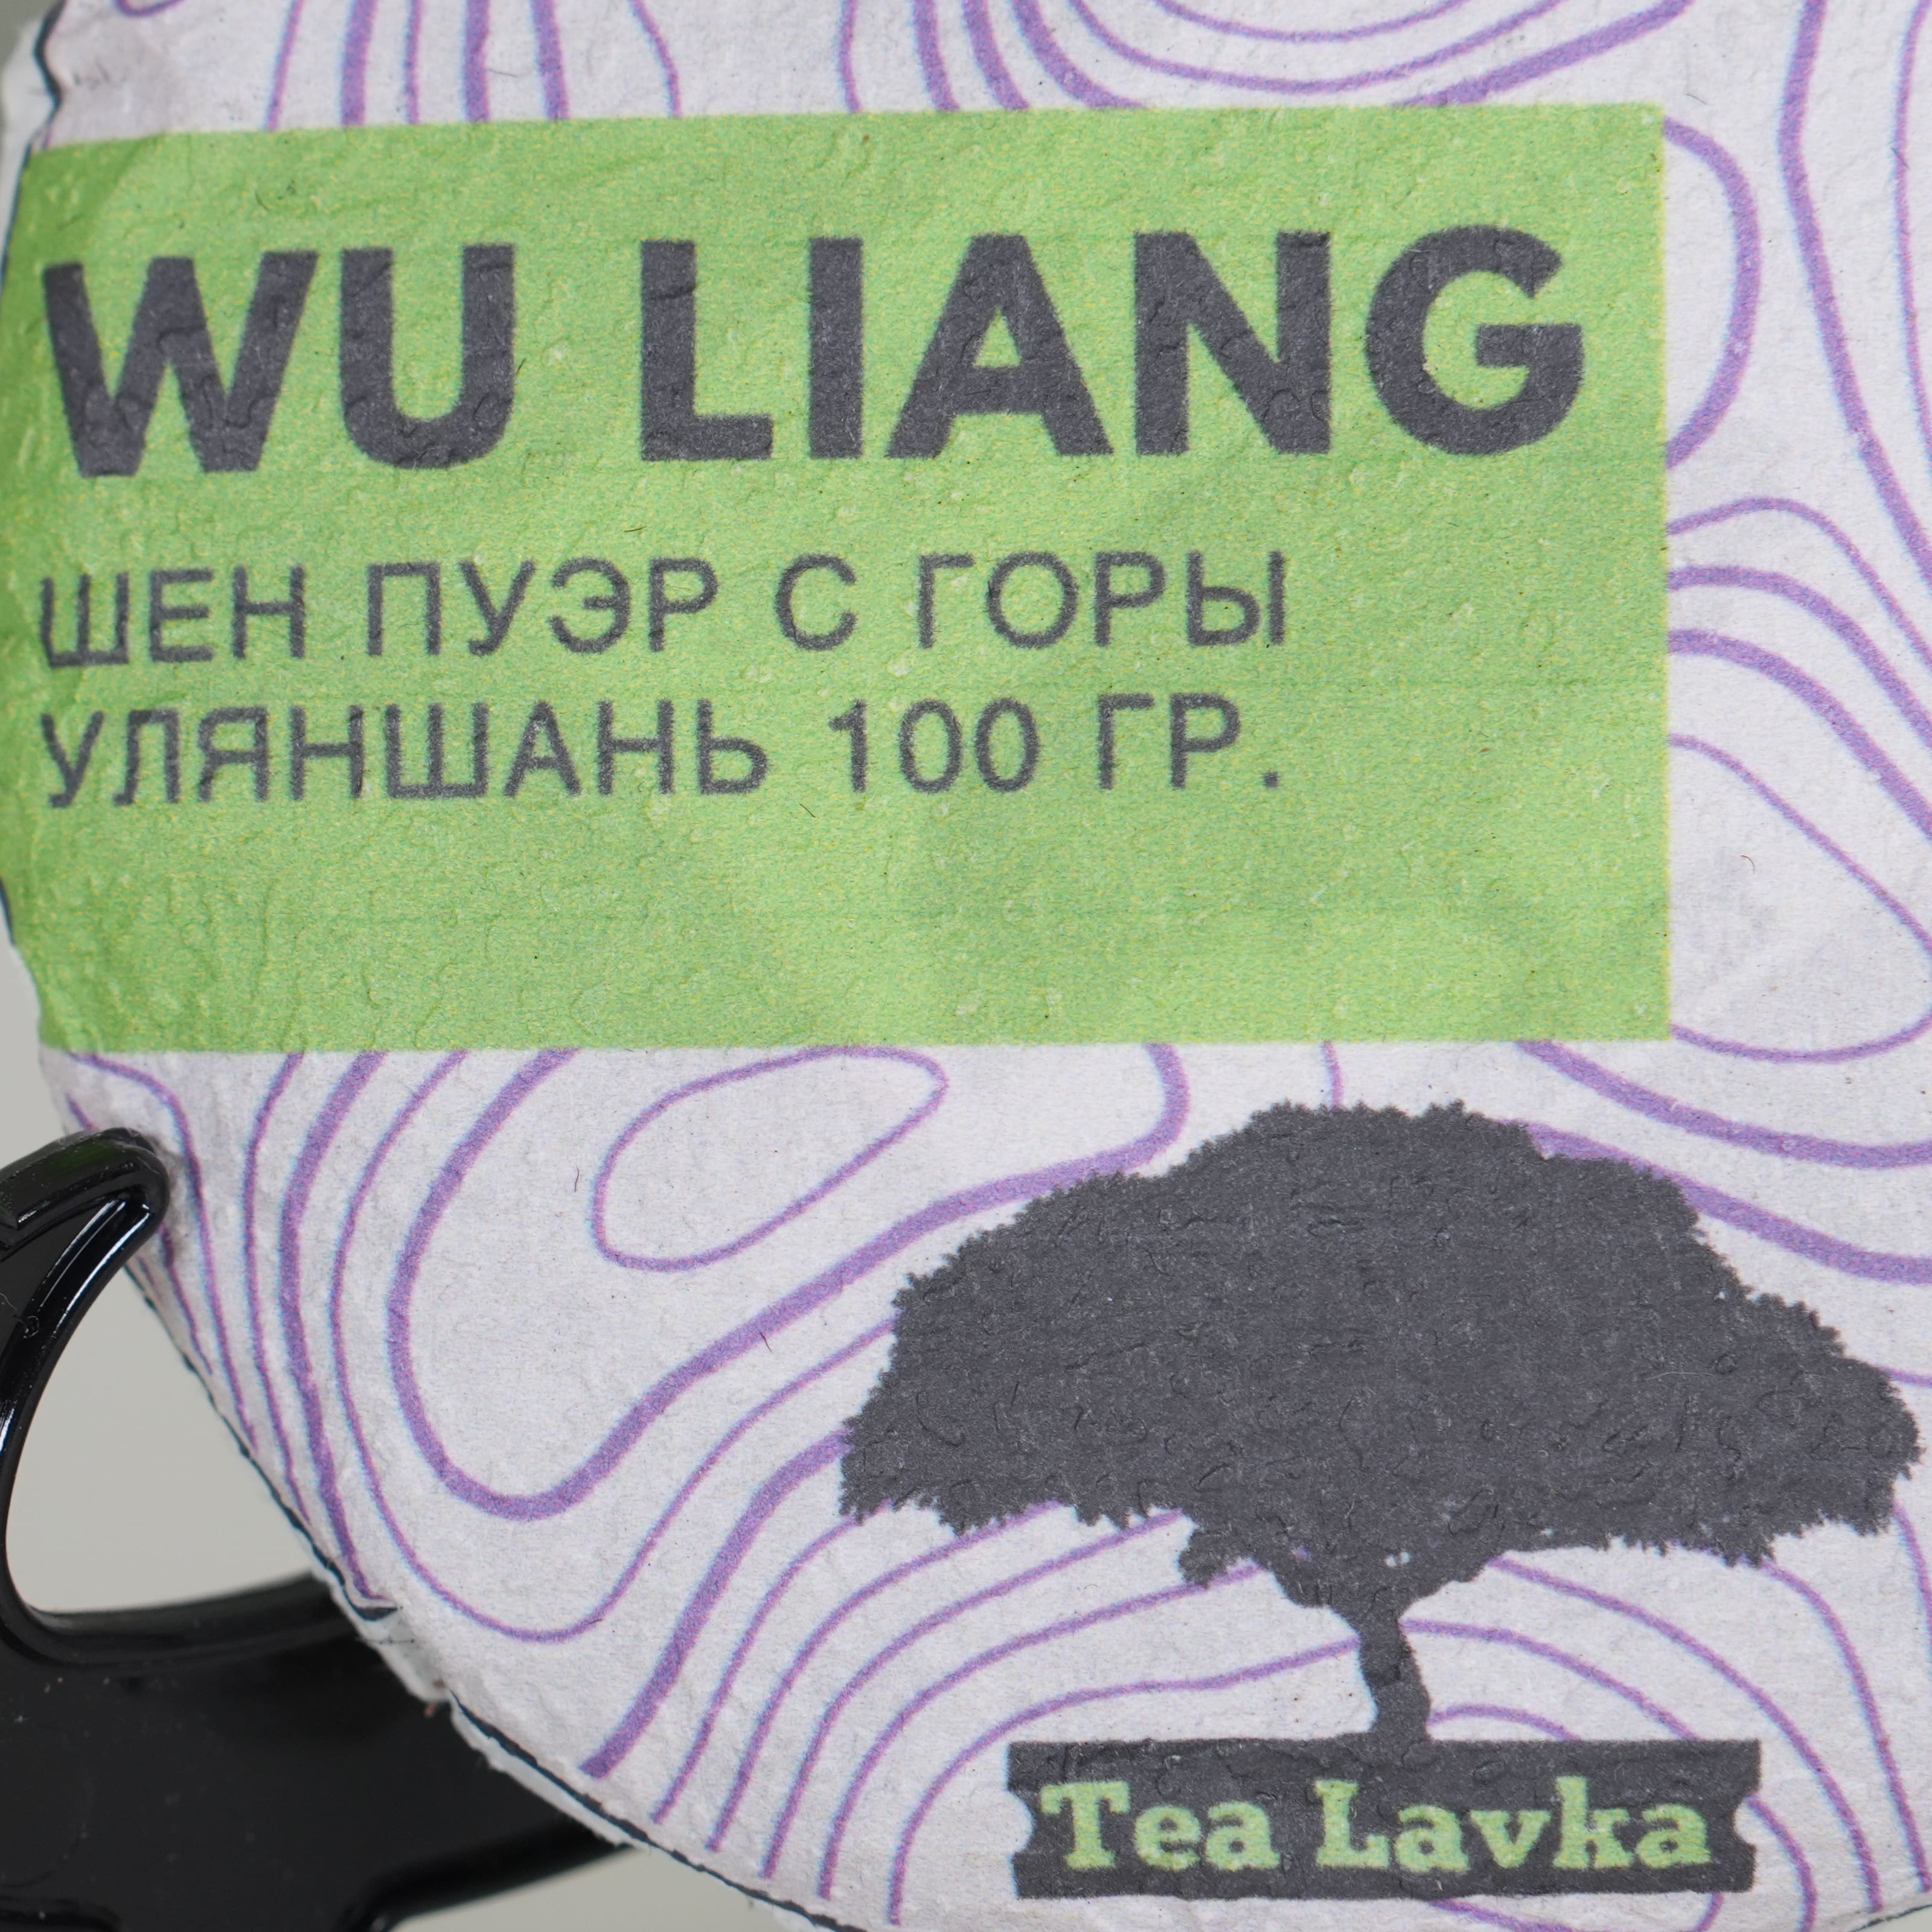 WU LIANG
ШЕН ПУЭР С ГОРЫ
УЛЯНШАНЬ 100 ГР.
Tea Lavka